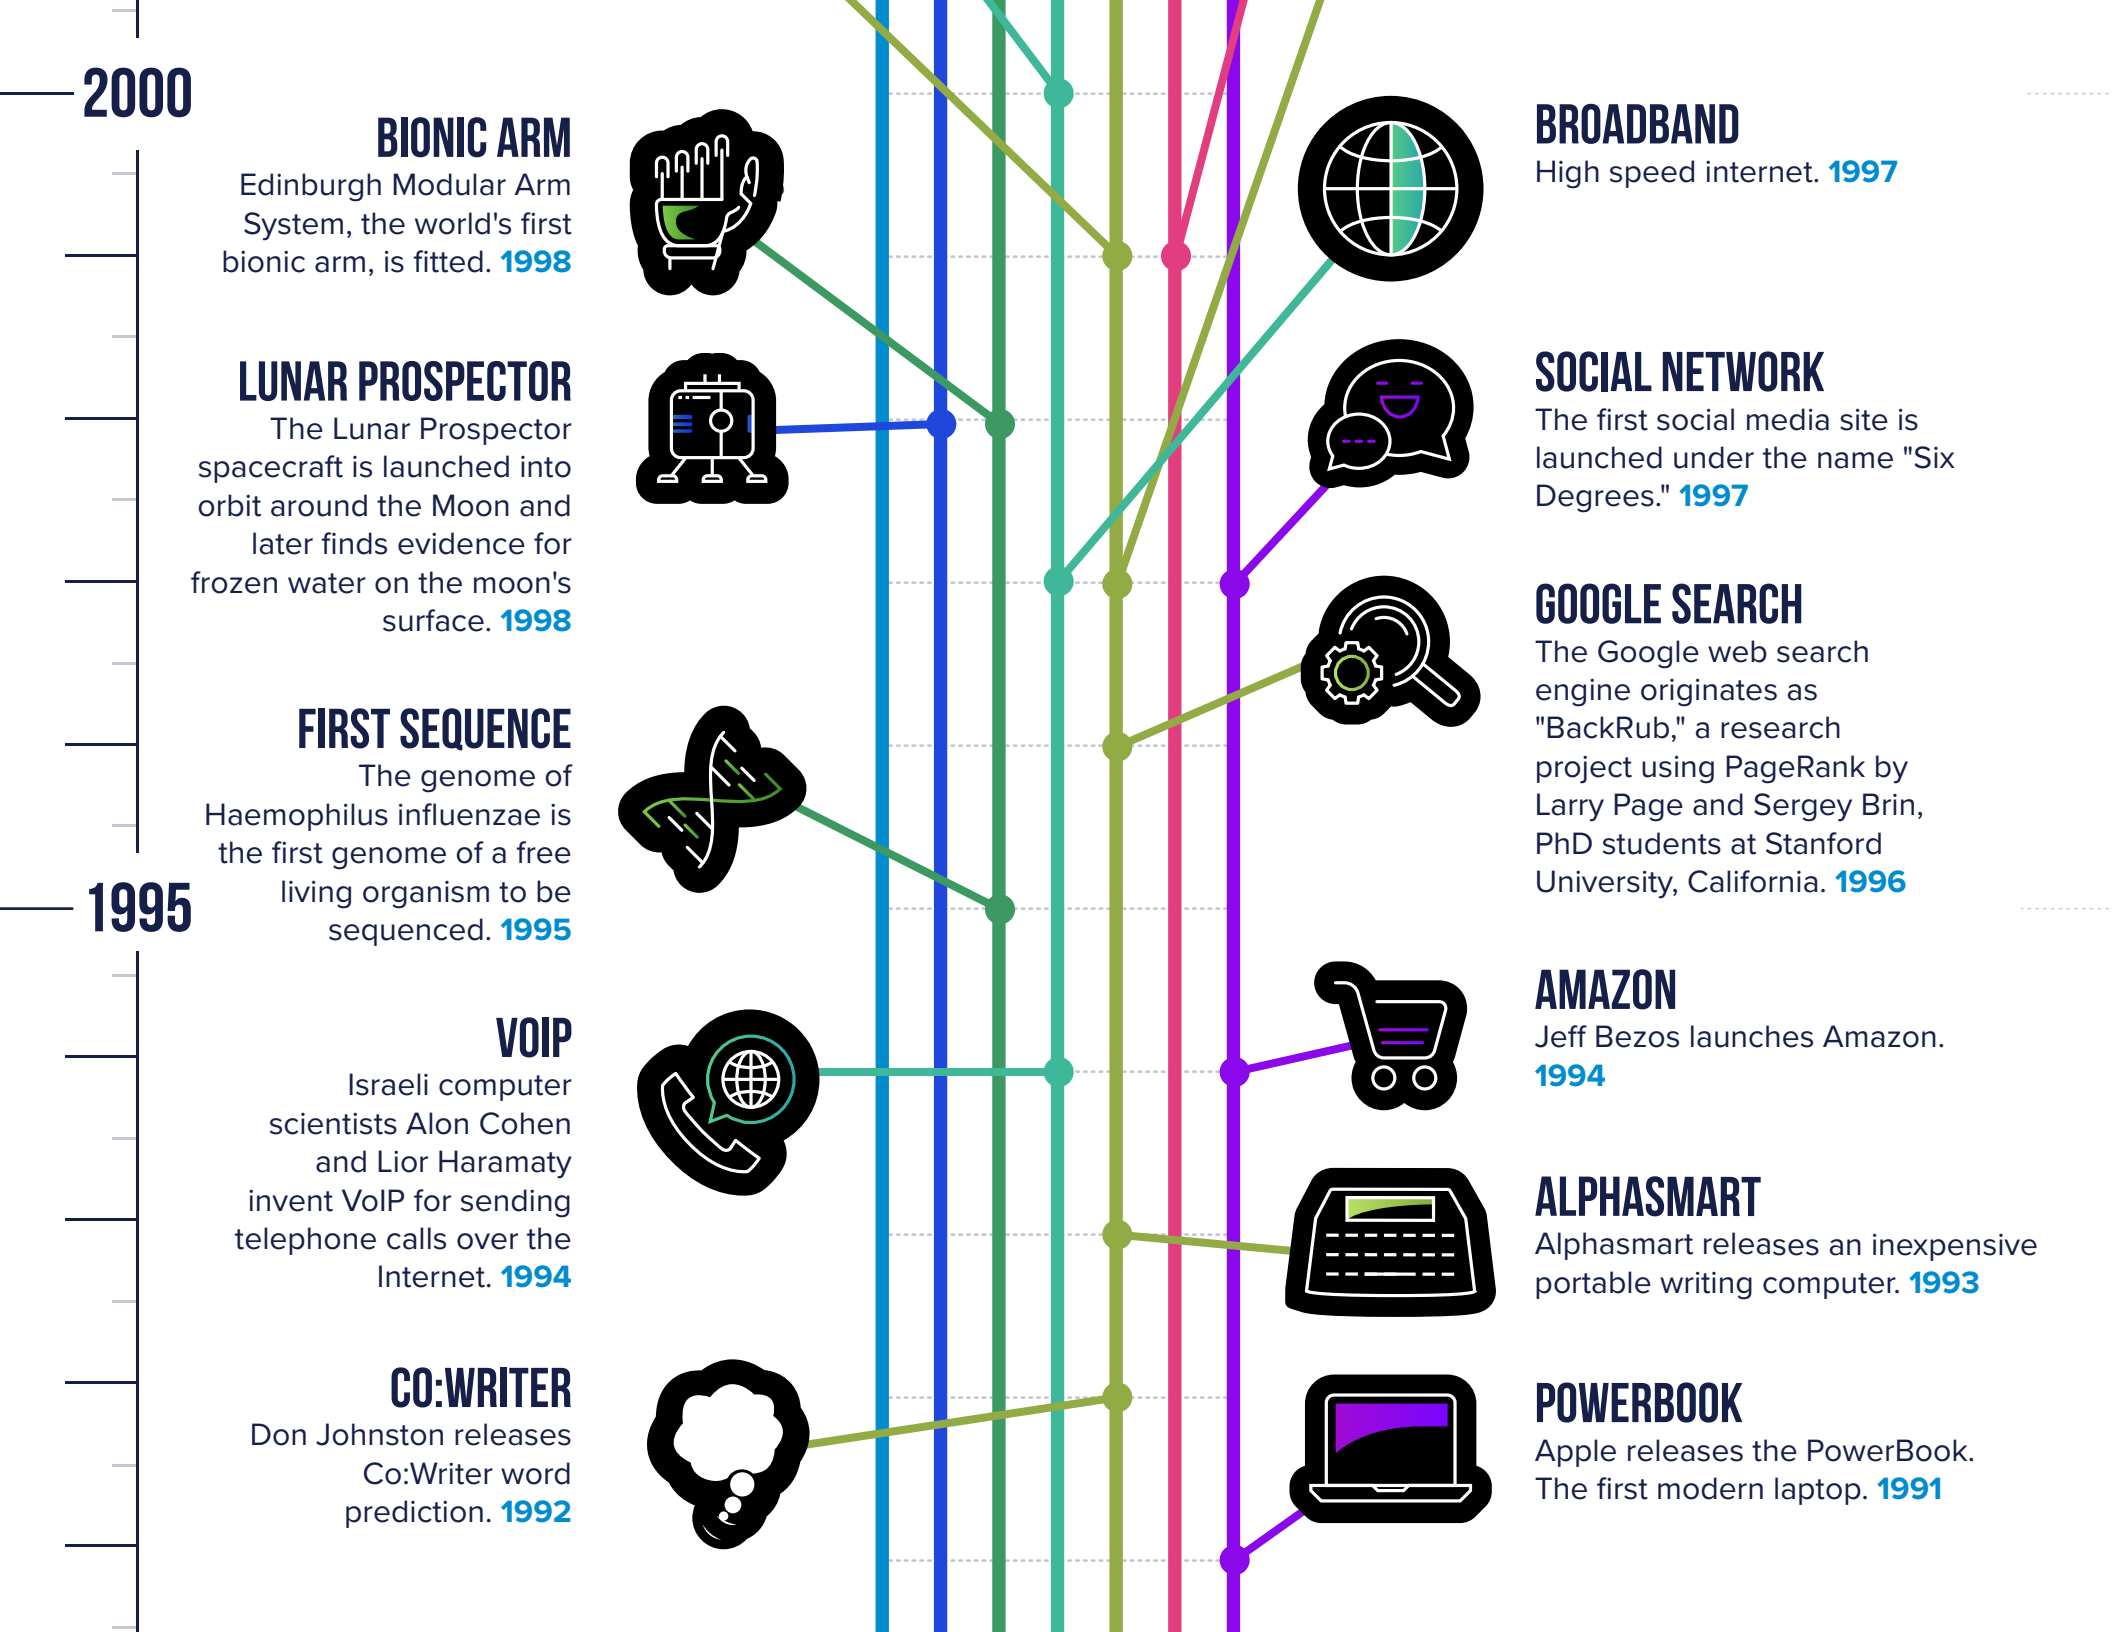 2000
BIONIC ARM
Edinburgh Modular Arm
System, the world's first
bionic arm, is fitted. 1998
LUNAR PROSPECTOR
The Lunar Prospector
spacecraft is launched into
orbit around the Moon and
later finds evidence for
frozen water on the moon's
surface. 1998
FIRST SEQUENCE
The genome of
Haemophilus influenzae is
the first genome of a free
living organism to be
sequenced. 1995
1995
VOIP
Israeli computer
scientists Alon Cohen
and Lior Haramaty
invent VoIP for sending
telephone calls over the
Internet. 1994
CO:WRITER
Don Johnston releases
Co:Writer word
prediction. 1992
BROADBAND
High speed internet. 1997
SOCIAL NETWORK
The first social media site is
launched under the name "Six
Degrees." 1997
GOOGLE SEARCH
The Google web search
engine originates as
"BackRub," a research
project using PageRank by
Larry Page and Sergey Brin,
PhD students at Stanford
University, California. 1996
AMAZON
Jeff Bezos launches Amazon.
1994
ALPHASMART
Alphasmart releases an inexpensive
portable writing computer. 1993
POWERBOOK
Apple releases the PowerBook.
The first modern laptop. 1991